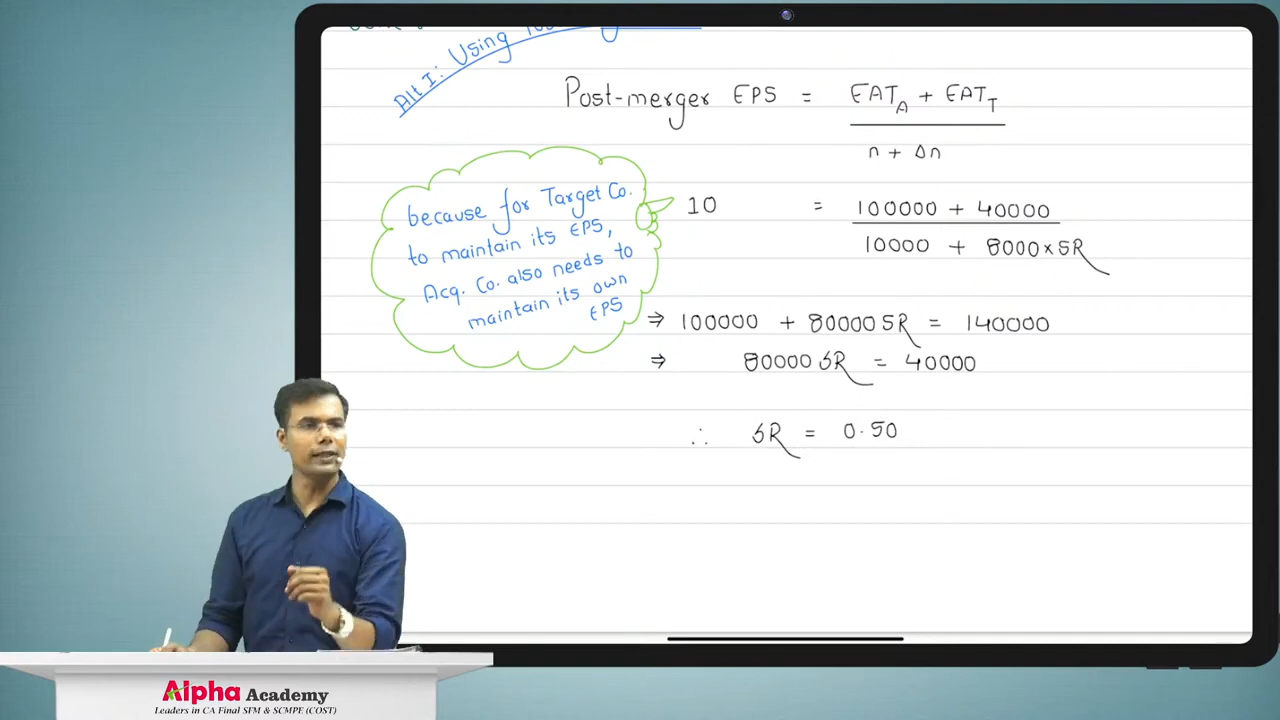 Alt I: Using
Post-merger EPS = EAT_A + EAT_T
n + Δn
because for Target Co.
to maintain its EPS,
Acq. Co. also needs to
maintain its own
EPS
10 = 100000 + 40000
10000 + 8000×SR
⇒ 100000 + 80000 SR = 140000
⇒ 80000 SR = 40000
∴ SR = 0.50
Alpha Academy
Leaders in CA Final SFM & SCMPE (COST)